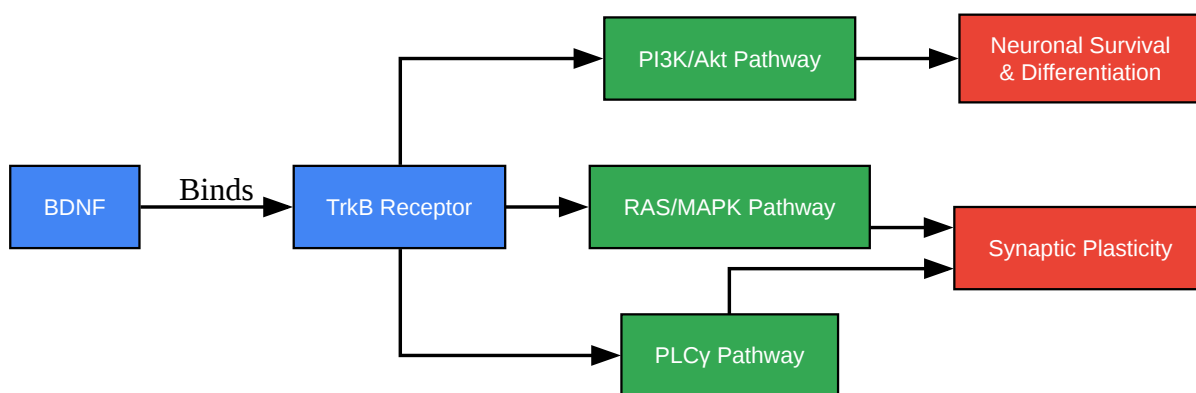 PI3K/Akt Pathway
Neuronal Survival
& Differentiation
BDNF
Binds
TrkB Receptor
RAS/MAPK Pathway
Synaptic Plasticity
PLCγ Pathway